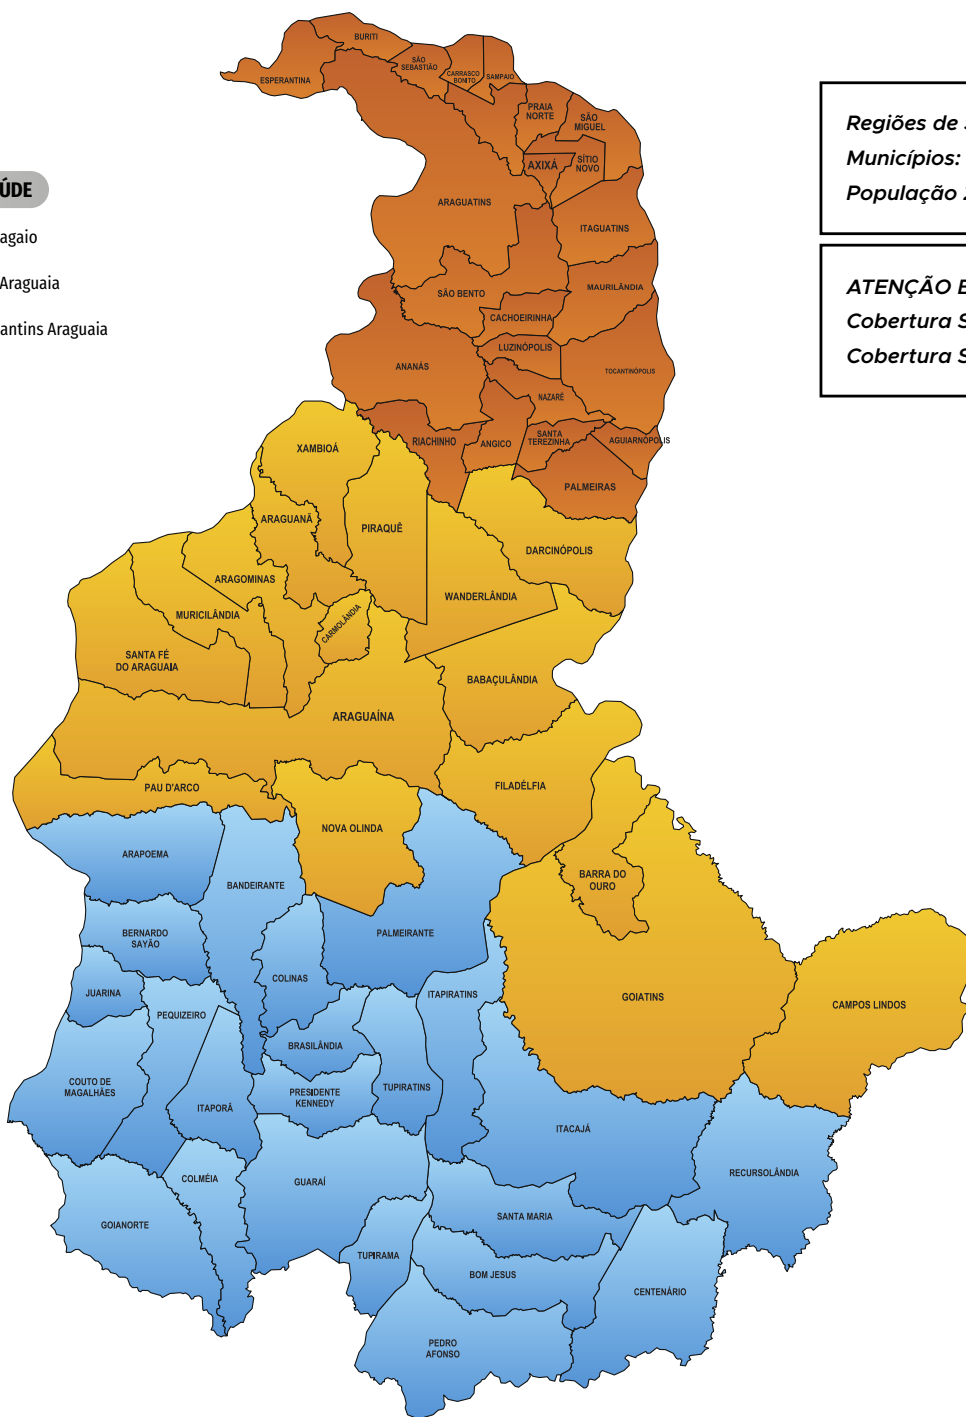 BURITI
SÃO
SEBASTIÃO
CARRASCO
BONITO
SAMPAIO
ESPERANTINA
PRAIA
NORTE
SÃO
MIGUEL
Regiões de
Municípios:
População
AXIXÁ
SÍTIO
NOVO
ÚDE
ARAGUATINS
ITAGUATINS
agaio
Araguaia
antins Araguaia
MAURILÂNDIA
SÃO BENTO
CACHOEIRINHA
ATENÇÃO
Cobertura
Cobertura
LUZINÓPOLIS
ANANÁS
TOCANTINÓPOLIS
NAZARÉ
RIACHINHO
ANGICO
SANTA
TEREZINHA
AGUIARNÓPOLIS
XAMBIOÁ
PALMEIRAS
ARAGUANÃ
PIRAQUÊ
DARCINÓPOLIS
ARAGOMINAS
WANDERLÂNDIA
MURICILÂNDIA
CARMOLÂNDIA
SANTA FÉ
DO ARAGUAIA
BABAÇULÂNDIA
ARAGUAÍNA
PAU D'ARCO
FILADÉLFIA
NOVA OLINDA
ARAPOEMA
BANDEIRANTE
BARRA DO
OURO
BERNARDO
SAYÃO
PALMEIRANTE
COLINAS
JUARINA
ITAPIRATINS
GOIATINS
CAMPOS LINDOS
PEQUIZEIRO
BRASILÂNDIA
COUTO DE
MAGALHÃES
PRESIDENTE
KENNEDY
TUPIRATINS
ITAPORÃ
ITACAJÁ
RECURSOLÂNDIA
COLMÉIA
GUARAÍ
GOIANORTE
SANTA MARIA
TUPIRAMA
BOM JESUS
CENTENÁRIO
PEDRO
AFONSO